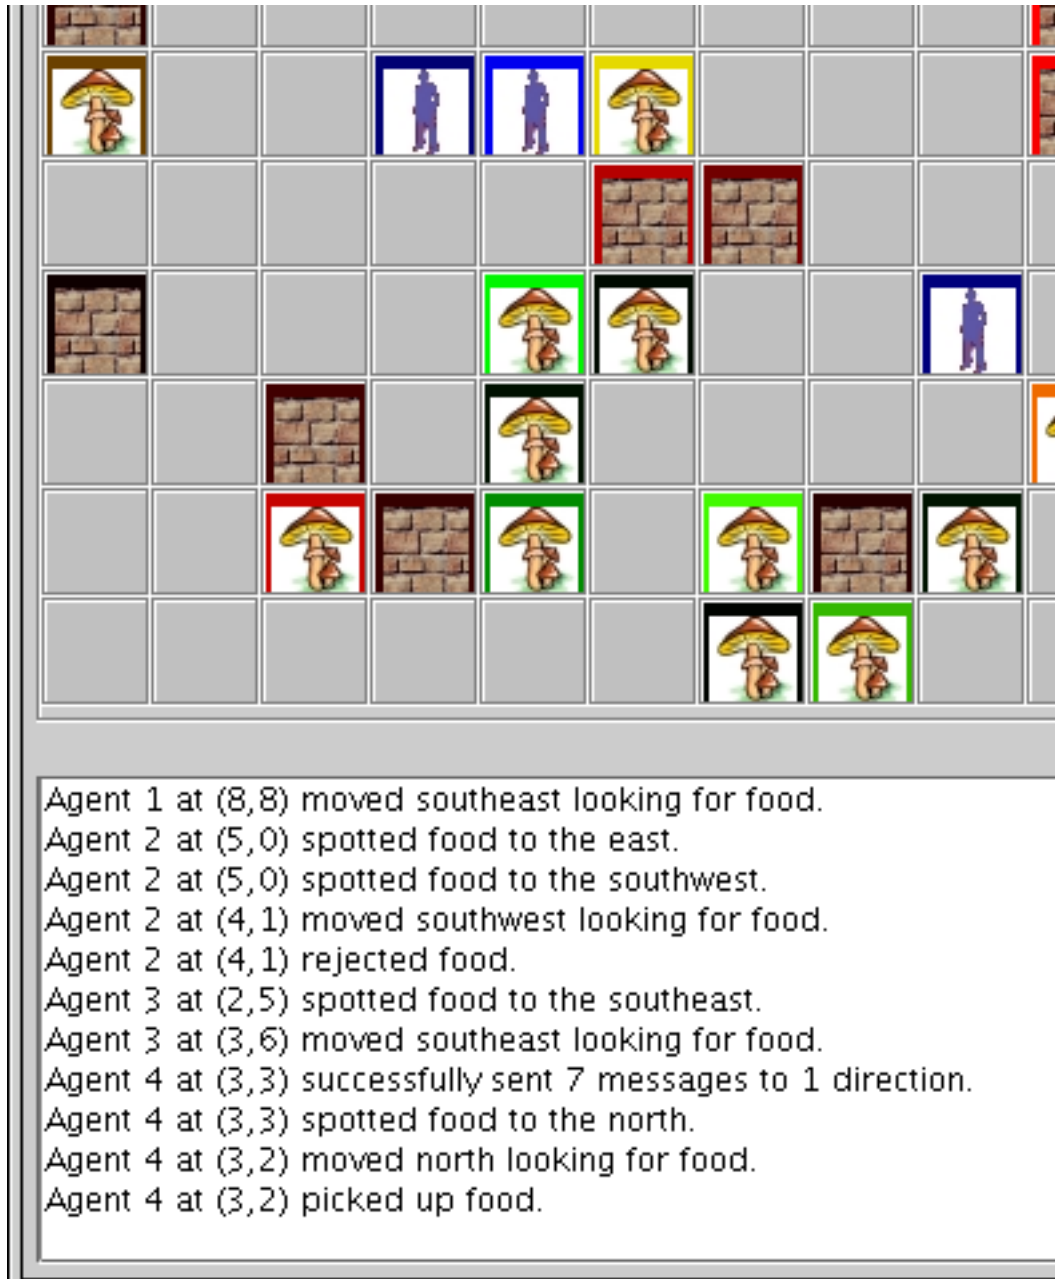 Agent 1 at (8,8) moved southeast looking for food.
Agent 2 at (5,0) spotted food to the east.
Agent 2 at (5,0) spotted food to the southwest.
Agent 2 at (4,1) moved southwest looking for food.
Agent 2 at (4,1) rejected food.
Agent 3 at (2,5) spotted food to the southeast.
Agent 3 at (3,6) moved southeast looking for food.
Agent 4 at (3,3) successfully sent 7 messages to 1 direction.
Agent 4 at (3,3) spotted food to the north.
Agent 4 at (3,2) moved north looking for food.
Agent 4 at (3,2) picked up food.